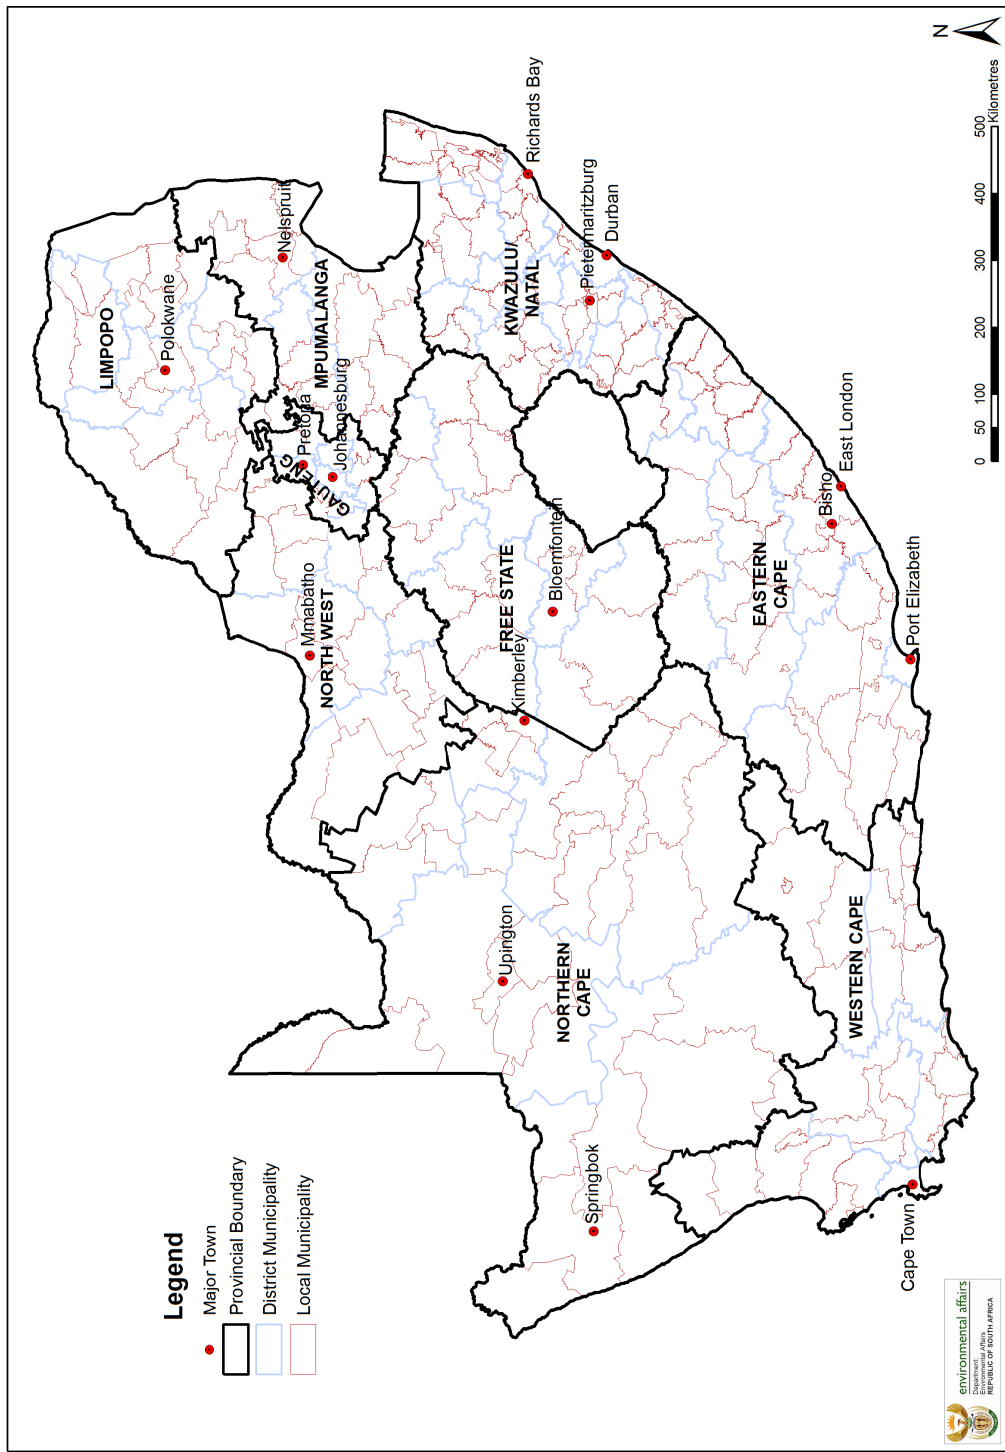 N
LIMPOPO
Polokwane
Nelspruit
MPUMALANGA
Pretoria
GAUTENG
Johannesburg
Mmabatho
NORTH WEST
Richards Bay
KWAZULU/
NATAL
Pietermaritzburg
Durban
FREE STATE
Kimberley
Bloemfontein
Upington
NORTHERN
CAPE
Springbok
EASTERN
CAPE
Bisho
East London
Port Elizabeth
WESTERN CAPE
Cape Town
Legend
Major Town
Provincial Boundary
District Municipality
Local Municipality
0 50 100 200 300 400 500
Kilometres
environmental affairs
Department:
Environmental Affairs
REPUBLIC OF SOUTH AFRICA